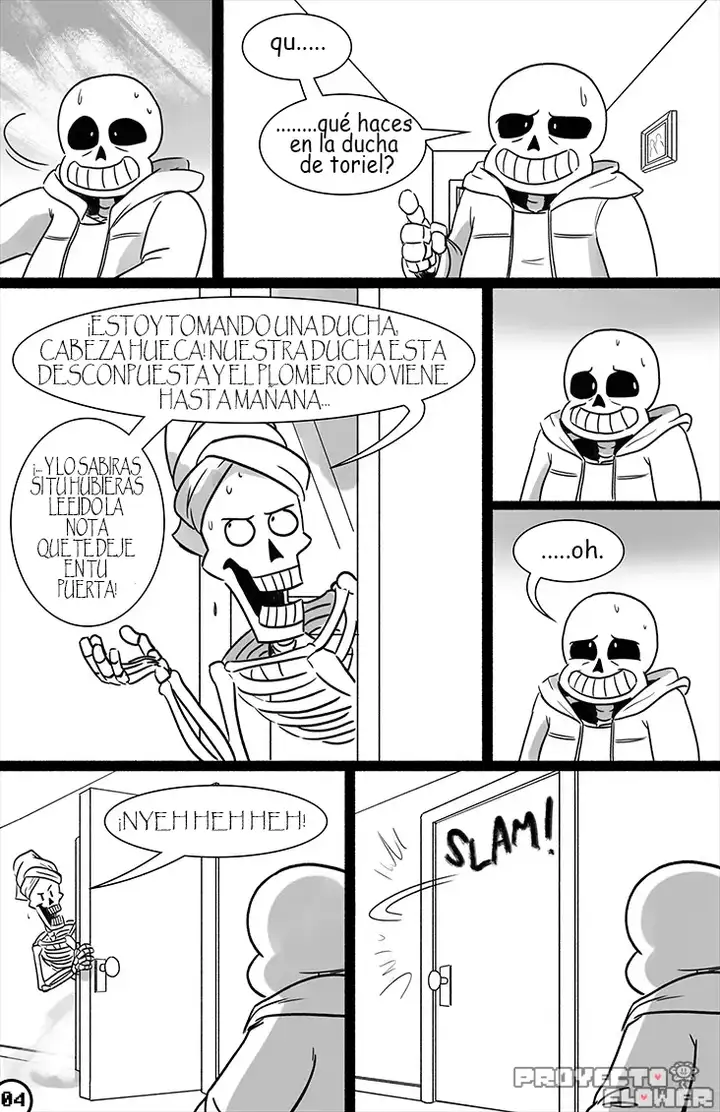 qu.....
........qué haces
en la ducha
de toriel?
¡ESTOY TOMANDO UNA DUCHA,
CABEZA HUECA! NUESTRA DUCHA ESTA
DESCONPUESTA Y EL PLOMERO NO VIENE
HASTA MAÑANA...
¡...Y LO SABIRAS
SI TU HUBIERAS
LEEIDO LA
NOTA
QUE TE DEJE
EN TU
PUERTA!
.....oh.
¡NYEH HEH HEH!
SLAM!
04
PROYECTO
FLOWER